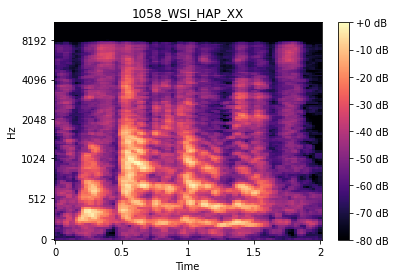 1058_WSI_HAP_XX
+0 dB
8192
-10 dB
4096
-20 dB
-30 dB
2048
-40 dB
Hz
1024
-50 dB
512
-60 dB
-70 dB
0
-80 dB
0 0.5 1 1.5 2
Time